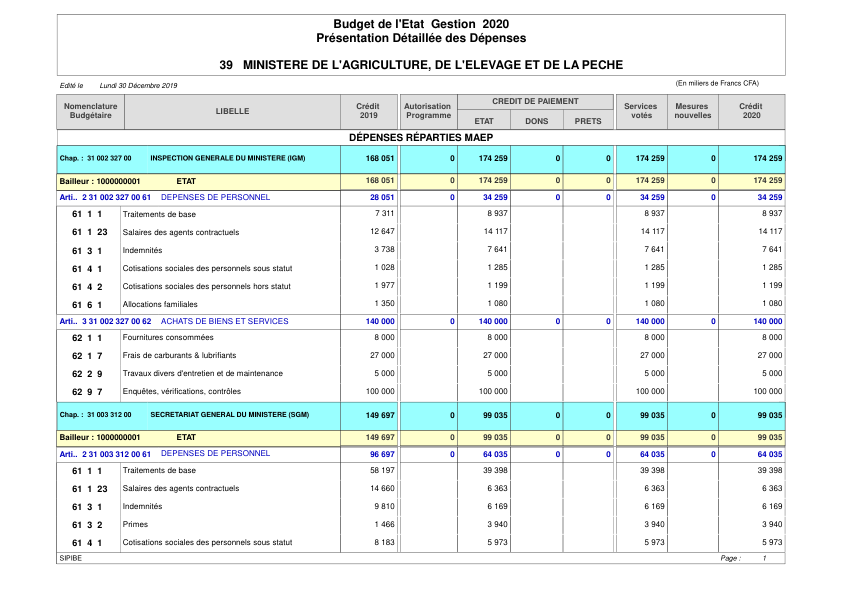 Budget de l'Etat Gestion 2020
Présentation Détaillée des Dépenses
39 MINISTERE DE L'AGRICULTURE, DE L'ELEVAGE ET DE LA PECHE
Edité le Lundi 30 Décembre 2019 (En miliers de Francs CFA)
Nomenclature Budgétaire LIBELLE Crédit 2019 Autorisation Programme CREDIT DE PAIEMENT ETAT DONS PRETS Services votés Mesures nouvelles Crédit 2020
DÉPENSES RÉPARTIES MAEP
Chap. : 31 002 327 00 INSPECTION GENERALE DU MINISTERE (IGM) 168 051 0 174 259 0 0 174 259 0 174 259
Bailleur : 1000000001 ETAT 168 051 0 174 259 0 0 174 259 0 174 259
Arti.. 2 31 002 327 00 61 DEPENSES DE PERSONNEL 28 051 0 34 259 0 0 34 259 0 34 259
61 1 1 Traitements de base 7 311 8 937 8 937 8 937
61 1 23 Salaires des agents contractuels 12 647 14 117 14 117 14 117
61 3 1 Indemnités 3 738 7 641 7 641 7 641
61 4 1 Cotisations sociales des personnels sous statut 1 028 1 285 1 285 1 285
61 4 2 Cotisations sociales des personnels hors statut 1 977 1 199 1 199 1 199
61 6 1 Allocations familiales 1 350 1 080 1 080 1 080
Arti.. 3 31 002 327 00 62 ACHATS DE BIENS ET SERVICES 140 000 0 140 000 0 0 140 000 0 140 000
62 1 1 Fournitures consommées 8 000 8 000 8 000 8 000
62 1 7 Frais de carburants & lubrifiants 27 000 27 000 27 000 27 000
62 2 9 Travaux divers d'entretien et de maintenance 5 000 5 000 5 000 5 000
62 9 7 Enquêtes, vérifications, contrôles 100 000 100 000 100 000 100 000
Chap. : 31 003 312 00 SECRETARIAT GENERAL DU MINISTERE (SGM) 149 697 0 99 035 0 0 99 035 0 99 035
Bailleur : 1000000001 ETAT 149 697 0 99 035 0 0 99 035 0 99 035
Arti.. 2 31 003 312 00 61 DEPENSES DE PERSONNEL 96 697 0 64 035 0 0 64 035 0 64 035
61 1 1 Traitements de base 58 197 39 398 39 398 39 398
61 1 23 Salaires des agents contractuels 14 660 6 363 6 363 6 363
61 3 1 Indemnités 9 810 6 169 6 169 6 169
61 3 2 Primes 1 466 3 940 3 940 3 940
61 4 1 Cotisations sociales des personnels sous statut 8 183 5 973 5 973 5 973
SIPIBE Page : 1